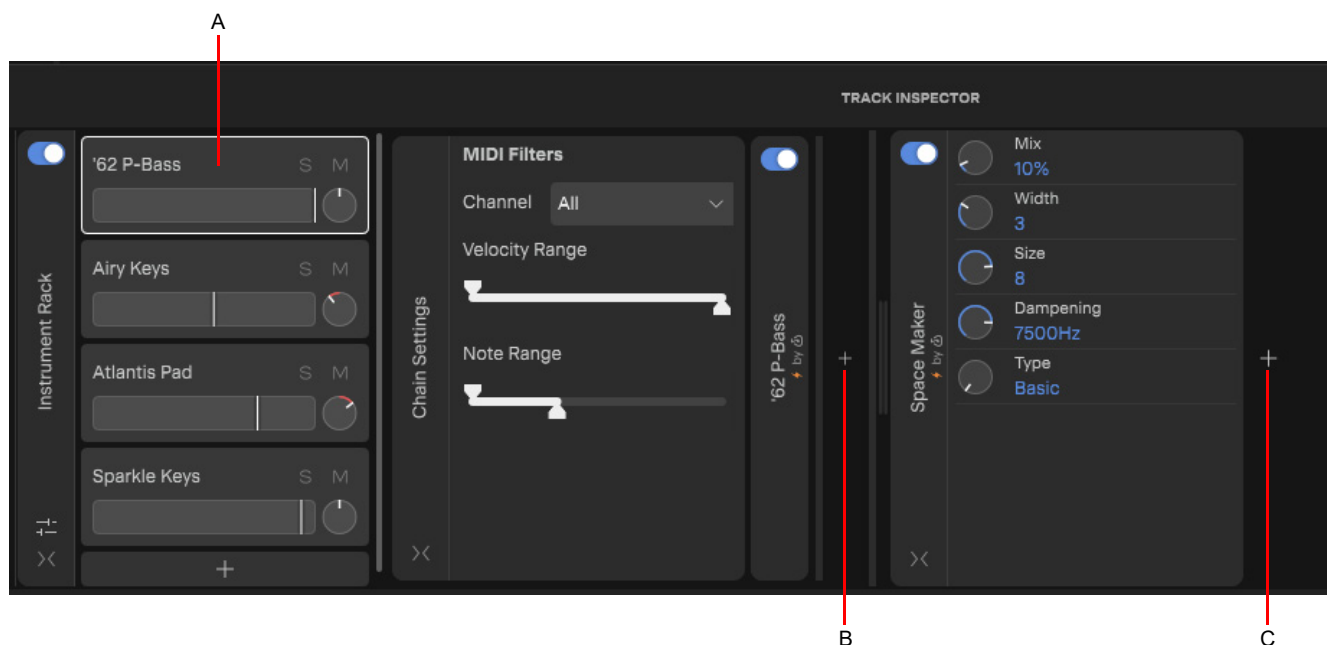 A
TRACK INSPECTOR
Instrument Rack
'62 P-Bass S M
Airy Keys S M
Atlantis Pad S M
Sparkle Keys S M
+
Chain Settings
MIDI Filters
Channel All
Velocity Range
Note Range
'62 P-Bass
by
+
Space Maker
by
Mix
10%
Width
3
Size
8
Dampening
7500Hz
Type
Basic
+
B
C